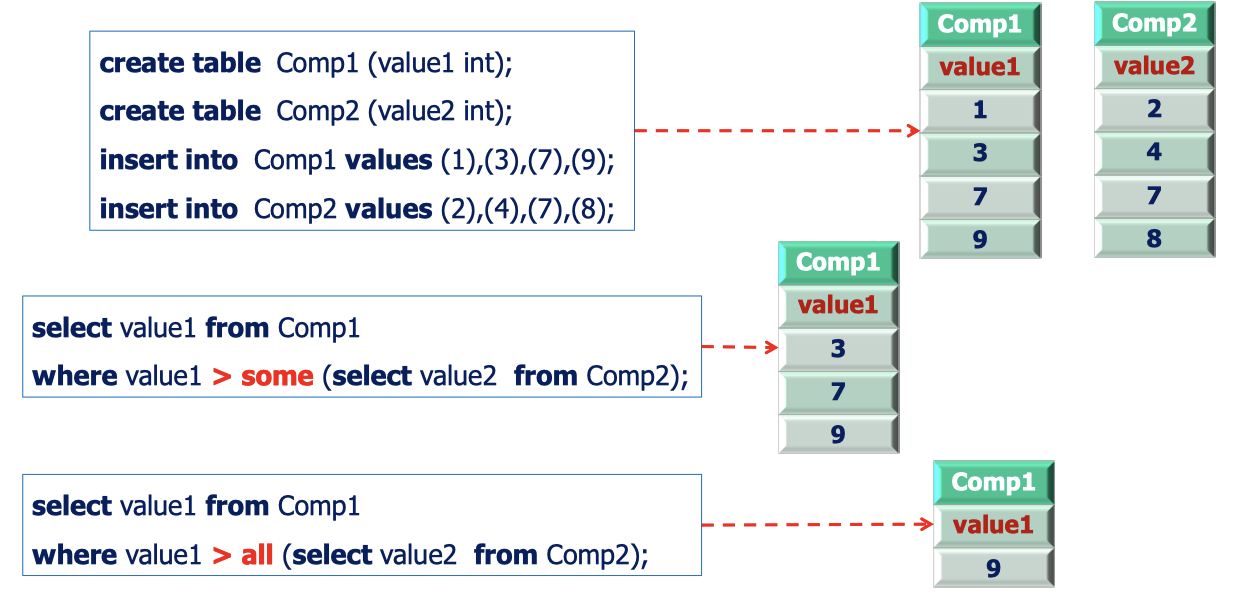 create table Comp1 (value1 int);
create table Comp2 (value2 int);
insert into Comp1 values (1),(3),(7),(9);
insert into Comp2 values (2),(4),(7),(8);
Comp1
value1
1
3
7
9
Comp2
value2
2
4
7
8
select value1 from Comp1
where value1 > some (select value2 from Comp2);
Comp1
value1
3
7
9
select value1 from Comp1
where value1 > all (select value2 from Comp2);
Comp1
value1
9